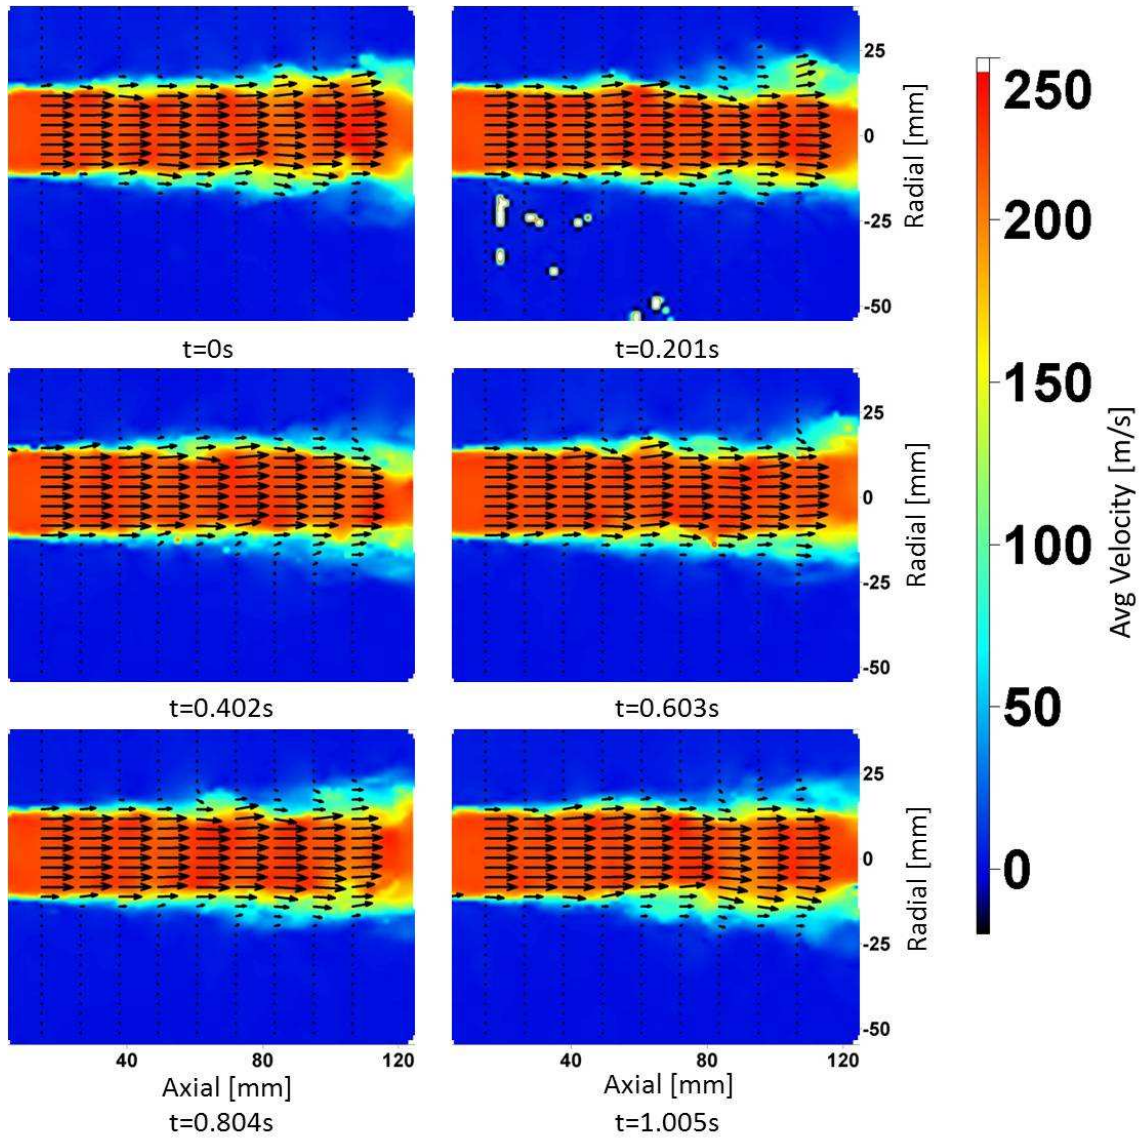 25
0
-25
-50
Radial [mm]
t=0s
t=0.201s
25
0
-25
-50
Radial [mm]
t=0.402s
t=0.603s
25
0
-25
-50
Radial [mm]
40
80
120
40
80
120
Axial [mm]
Axial [mm]
t=0.804s
t=1.005s
250
200
150
100
50
0
Avg Velocity [m/s]